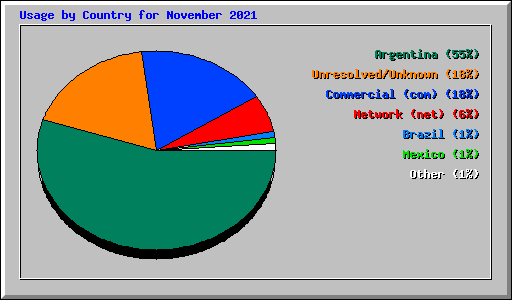 Usage by Country for November 2021
Argentina (55%)
Unresolved/Unknown (18%)
Commercial (com) (18%)
Network (net) (6%)
Brazil (1%)
Mexico (1%)
Other (1%)